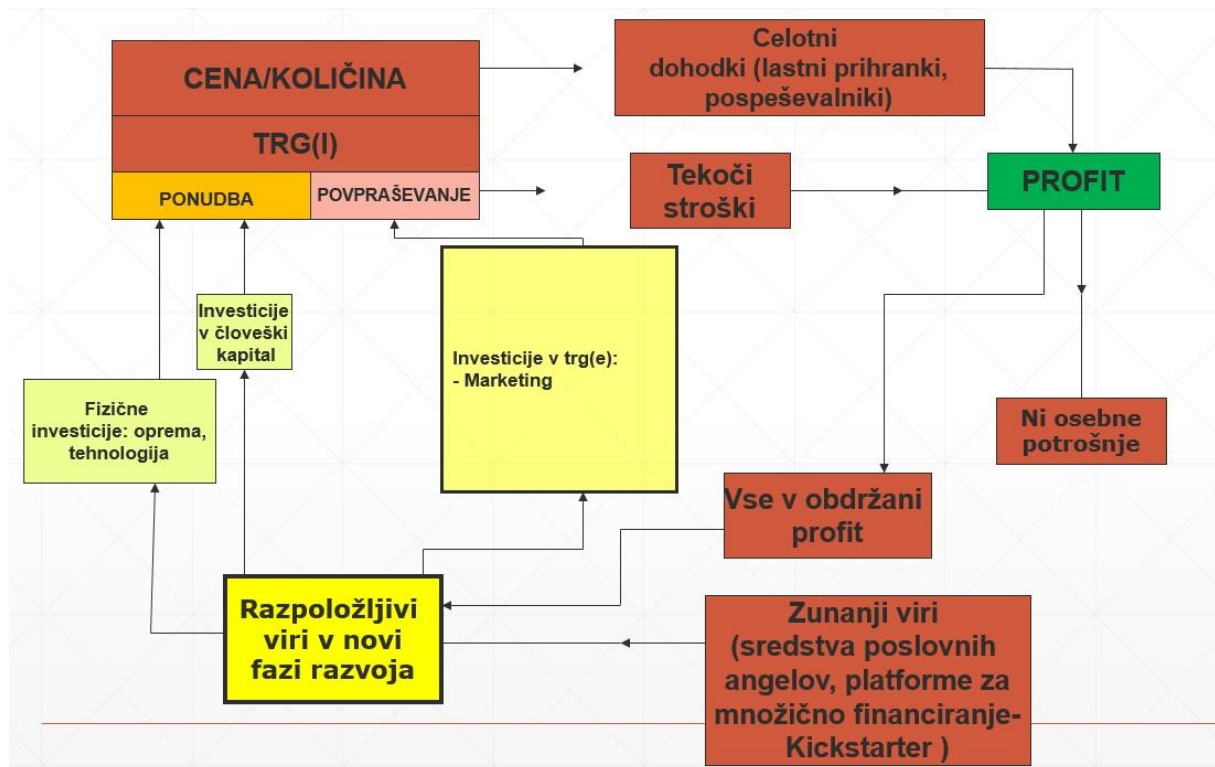 CENA/KOLIČINA
TRG(I)
PONUDBA
POVPRAŠEVANJE
Celotni
dohodki (lastni prihranki,
pospeševalniki)
Tekoči
stroški
PROFIT
Investicije
v človeški
kapital
Fizične
investicije: oprema,
tehnologija
Investicije v trg(e):
- Marketing
Ni osebne
potrošnje
Vse v obdržani
profit
Razpoložljivi
viri v novi
fazi razvoja
Zunanji viri
(sredstva poslovnih
angelov, platforme za
množično financiranje-
Kickstarter )